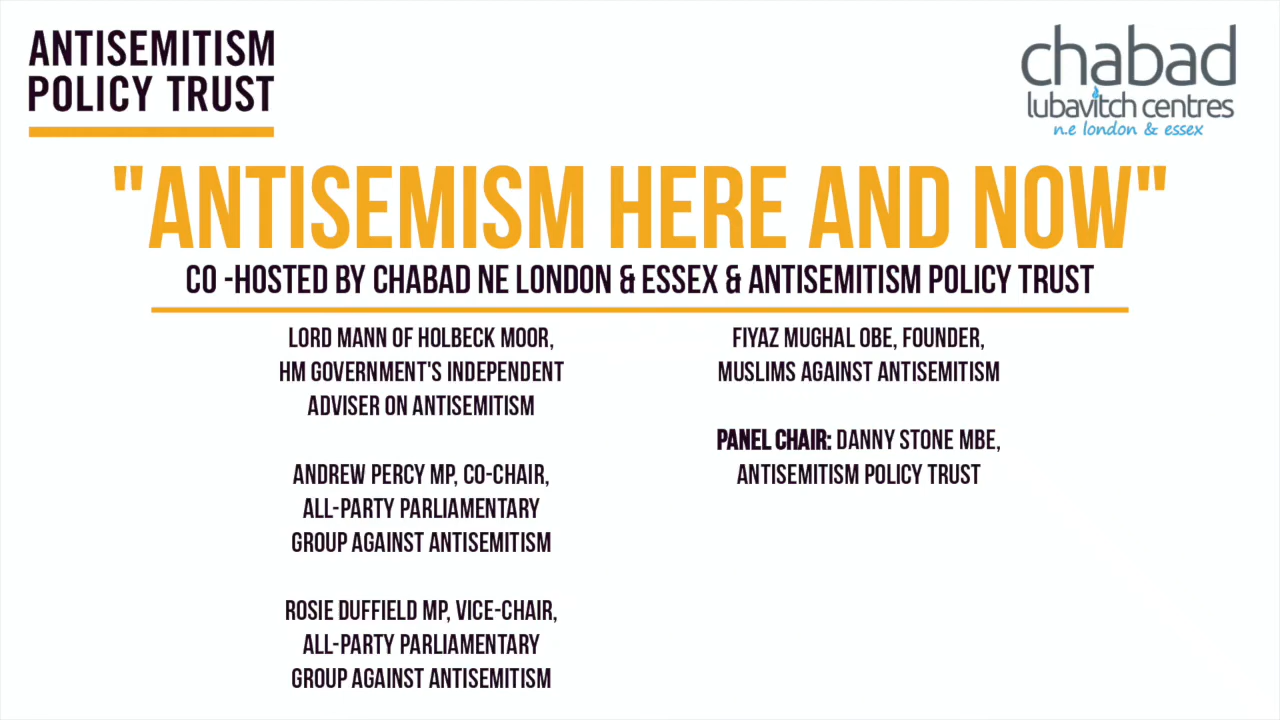 ANTISEMITISM
POLICY TRUST
chabad
lubavitch centres
n.e london & essex
"ANTISEMISM HERE AND NOW"
CO -HOSTED BY CHABAD NE LONDON & ESSEX & ANTISEMITISM POLICY TRUST
LORD MANN OF HOLBECK MOOR,
HM GOVERNMENT'S INDEPENDENT
ADVISER ON ANTISEMITISM
ANDREW PERCY MP, CO-CHAIR,
ALL-PARTY PARLIAMENTARY
GROUP AGAINST ANTISEMITISM
ROSIE DUFFIELD MP, VICE-CHAIR,
ALL-PARTY PARLIAMENTARY
GROUP AGAINST ANTISEMITISM
FIYAZ MUGHAL OBE, FOUNDER,
MUSLIMS AGAINST ANTISEMITISM
PANEL CHAIR: DANNY STONE MBE,
ANTISEMITISM POLICY TRUST